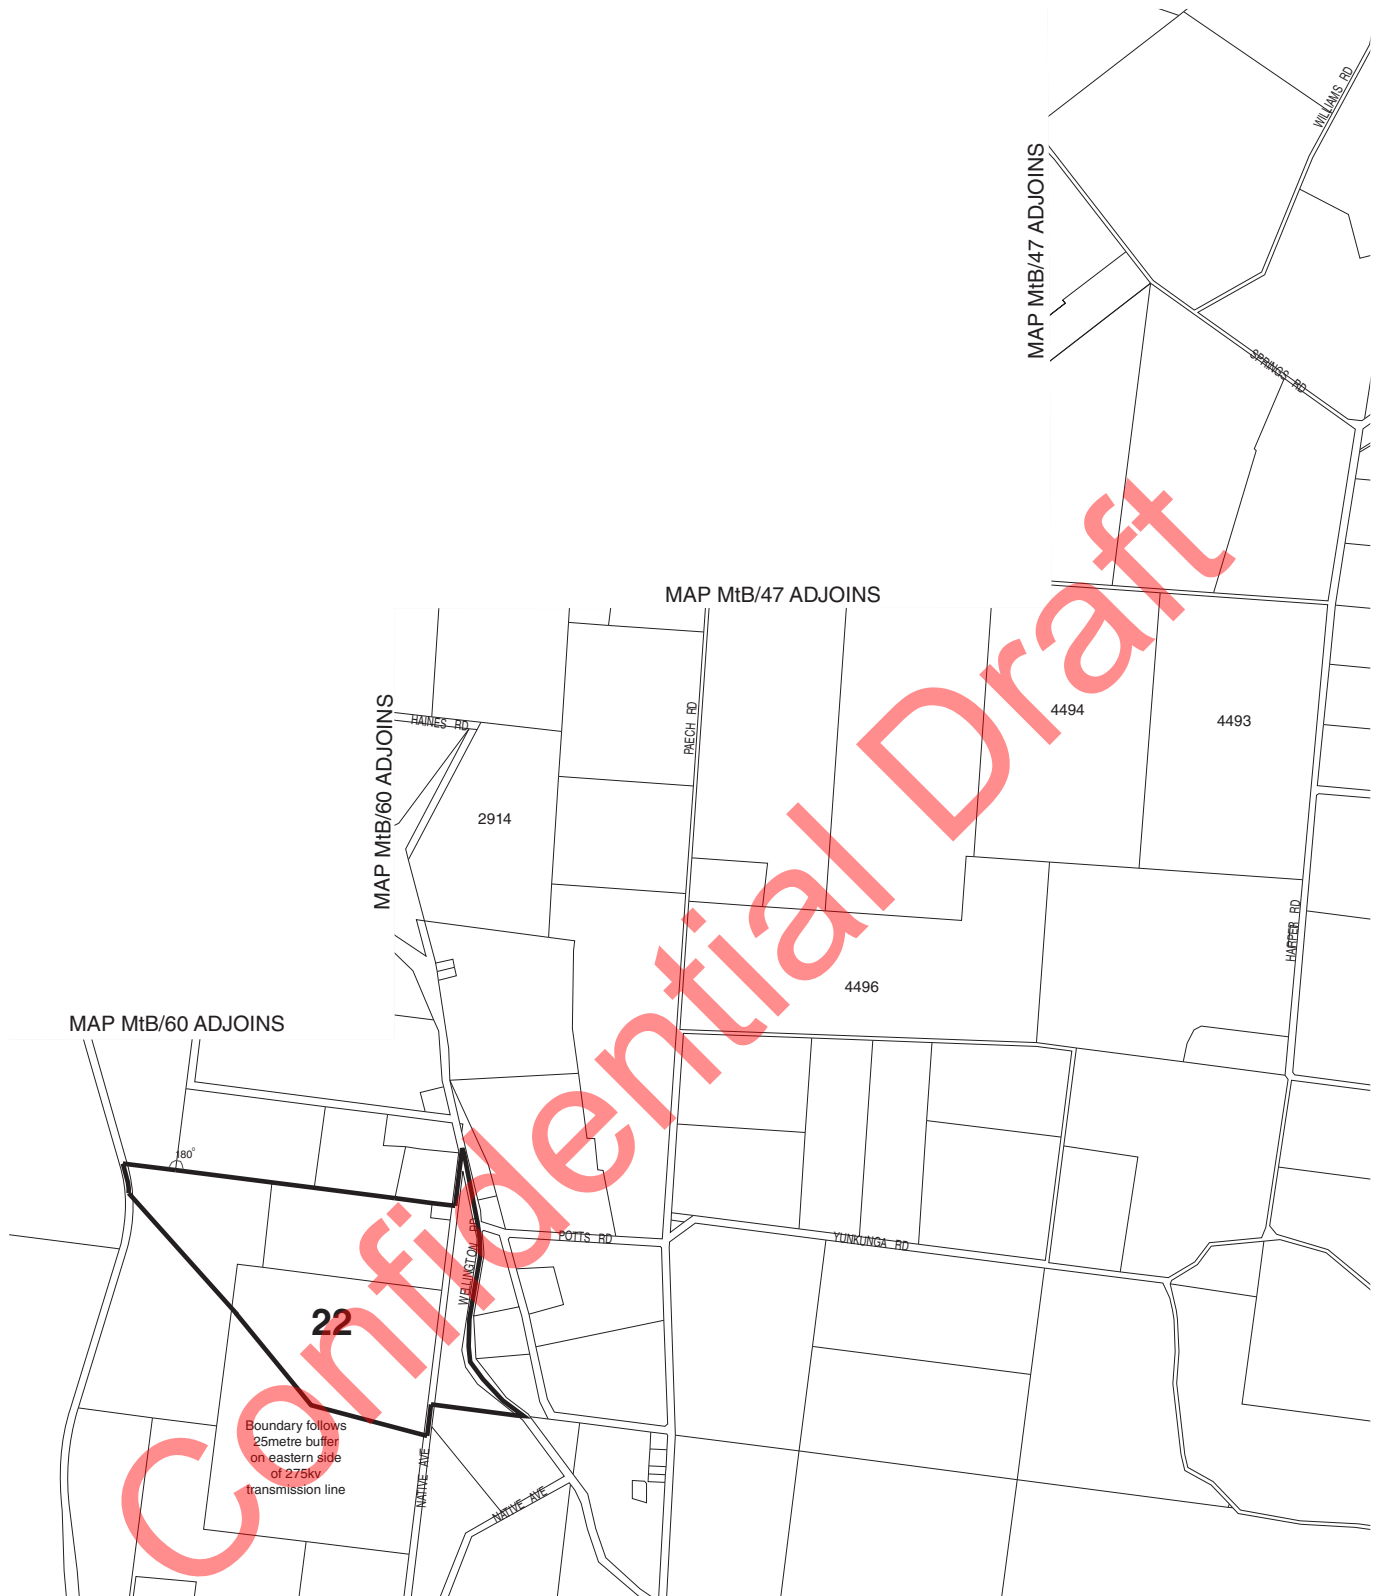 WILLIAMS RD
MAP MtB/47 ADJOINS
SPRINGS RD
MAP MtB/47 ADJOINS
MAP MtB/60 ADJOINS
HAINES RD
PAECH RD
4494
4493
2914
HARPER RD
4496
MAP MtB/60 ADJOINS
180°
POTTS RD
YUNKUNGA RD
WELLINGTON RD
22
Boundary follows
25metre buffer
on eastern side
of 275kv
transmission line
NATIVE AVE
NATIVE AVE
Confidential Draft